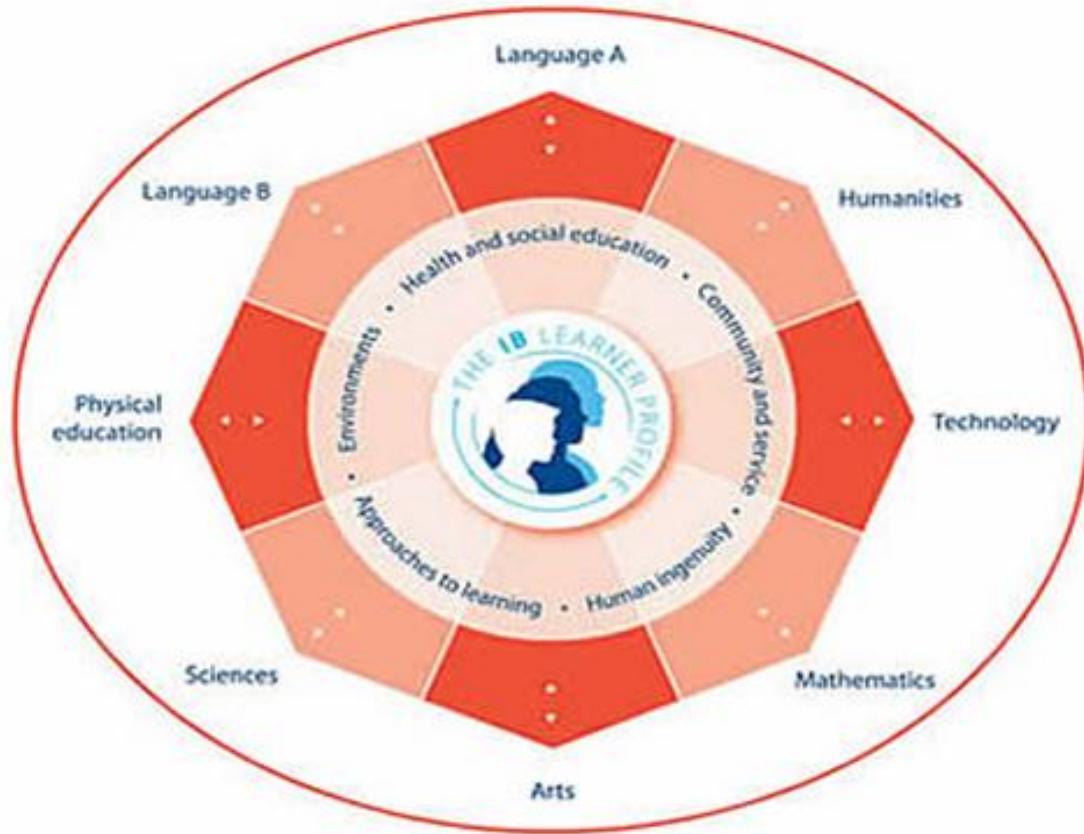 Language A
Language B
Humanities
Health and social education • Community and service • Human ingenuity • Approaches to learning • Environments •
THE IB LEARNER PROFILE
Physical
education
Technology
Sciences
Mathematics
Arts